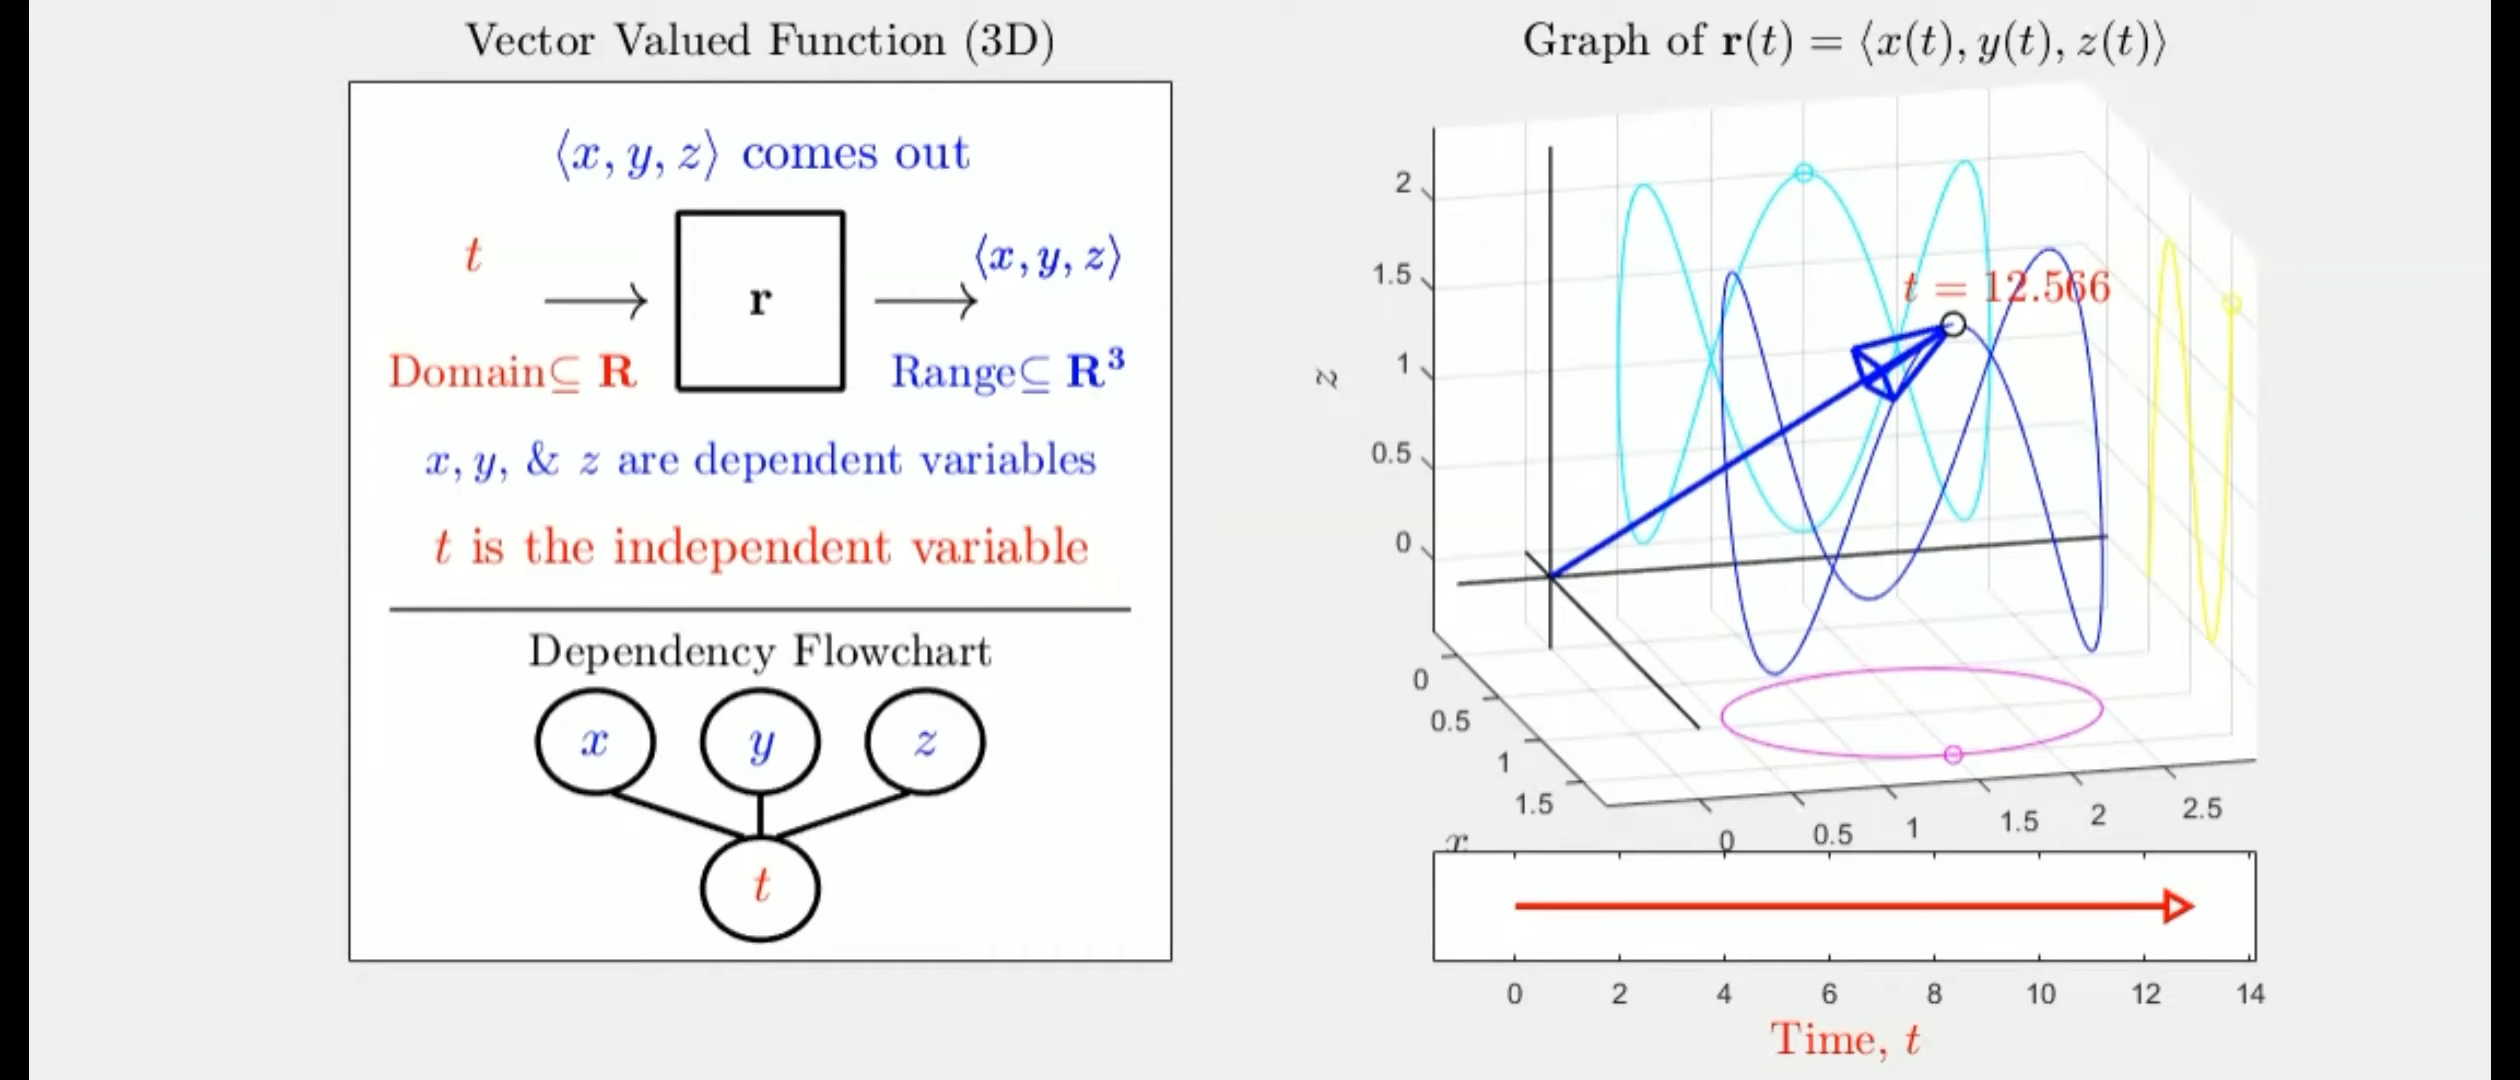 Vector Valued Function (3D)
⟨x, y, z⟩ comes out
t
r
⟨x, y, z⟩
Domain⊆ R
Range⊆ R³
x, y, & z are dependent variables
t is the independent variable
Dependency Flowchart
x y z
t
Graph of r(t) = ⟨x(t), y(t), z(t)⟩
t = 12.566
z
2
1.5
1
0.5
0
0
0.5
1
1.5
x
0 0.5 1 1.5 2 2.5
0 2 4 6 8 10 12 14
Time, t